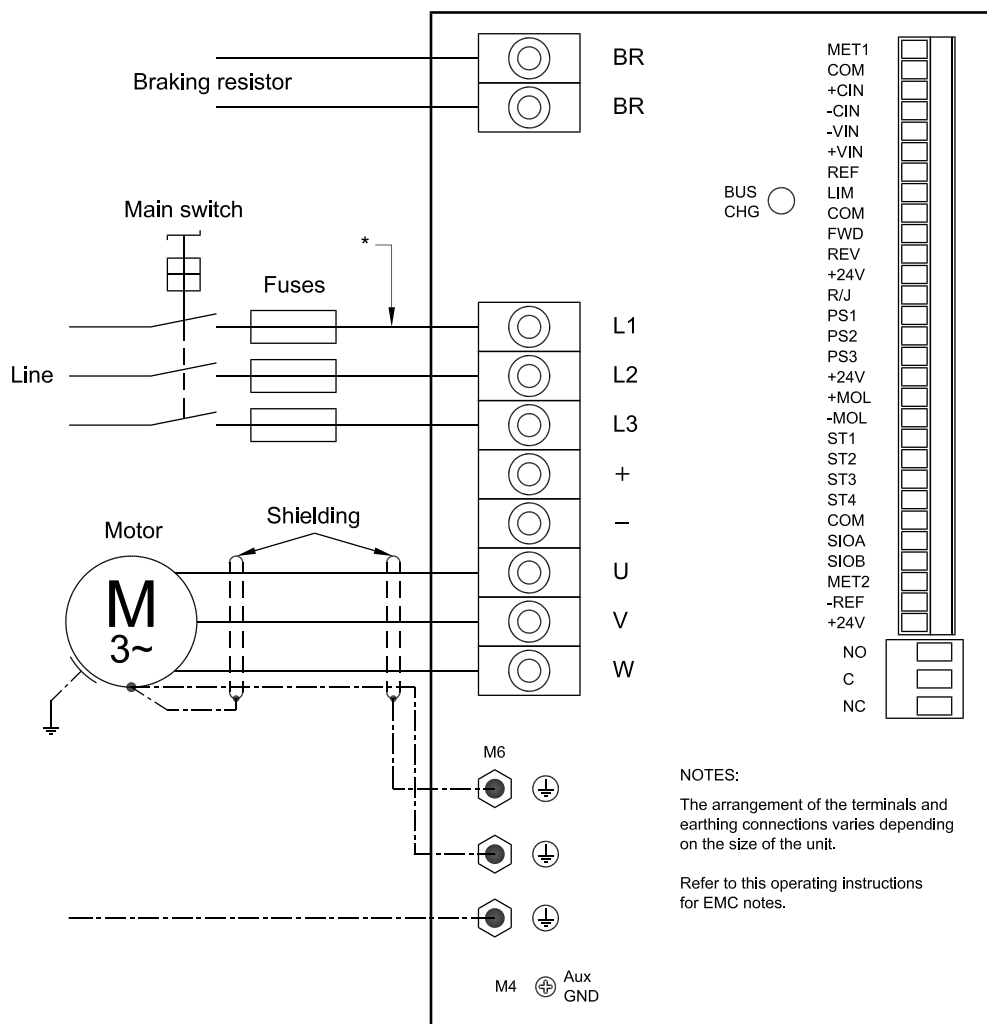 BR
Braking resistor
BR
Main switch
*
Fuses
Line
L1
L2
L3
+
–
Motor
Shielding
M
3~
U
V
W
BUS
CHG
MET1
COM
+CIN
-CIN
-VIN
+VIN
REF
LIM
COM
FWD
REV
+24V
R/J
PS1
PS2
PS3
+24V
+MOL
-MOL
ST1
ST2
ST3
ST4
COM
SIOA
SIOB
MET2
-REF
+24V
NO
C
NC
M6
M4
Aux
GND
NOTES:
The arrangement of the terminals and
earthing connections varies depending
on the size of the unit.
Refer to this operating instructions
for EMC notes.